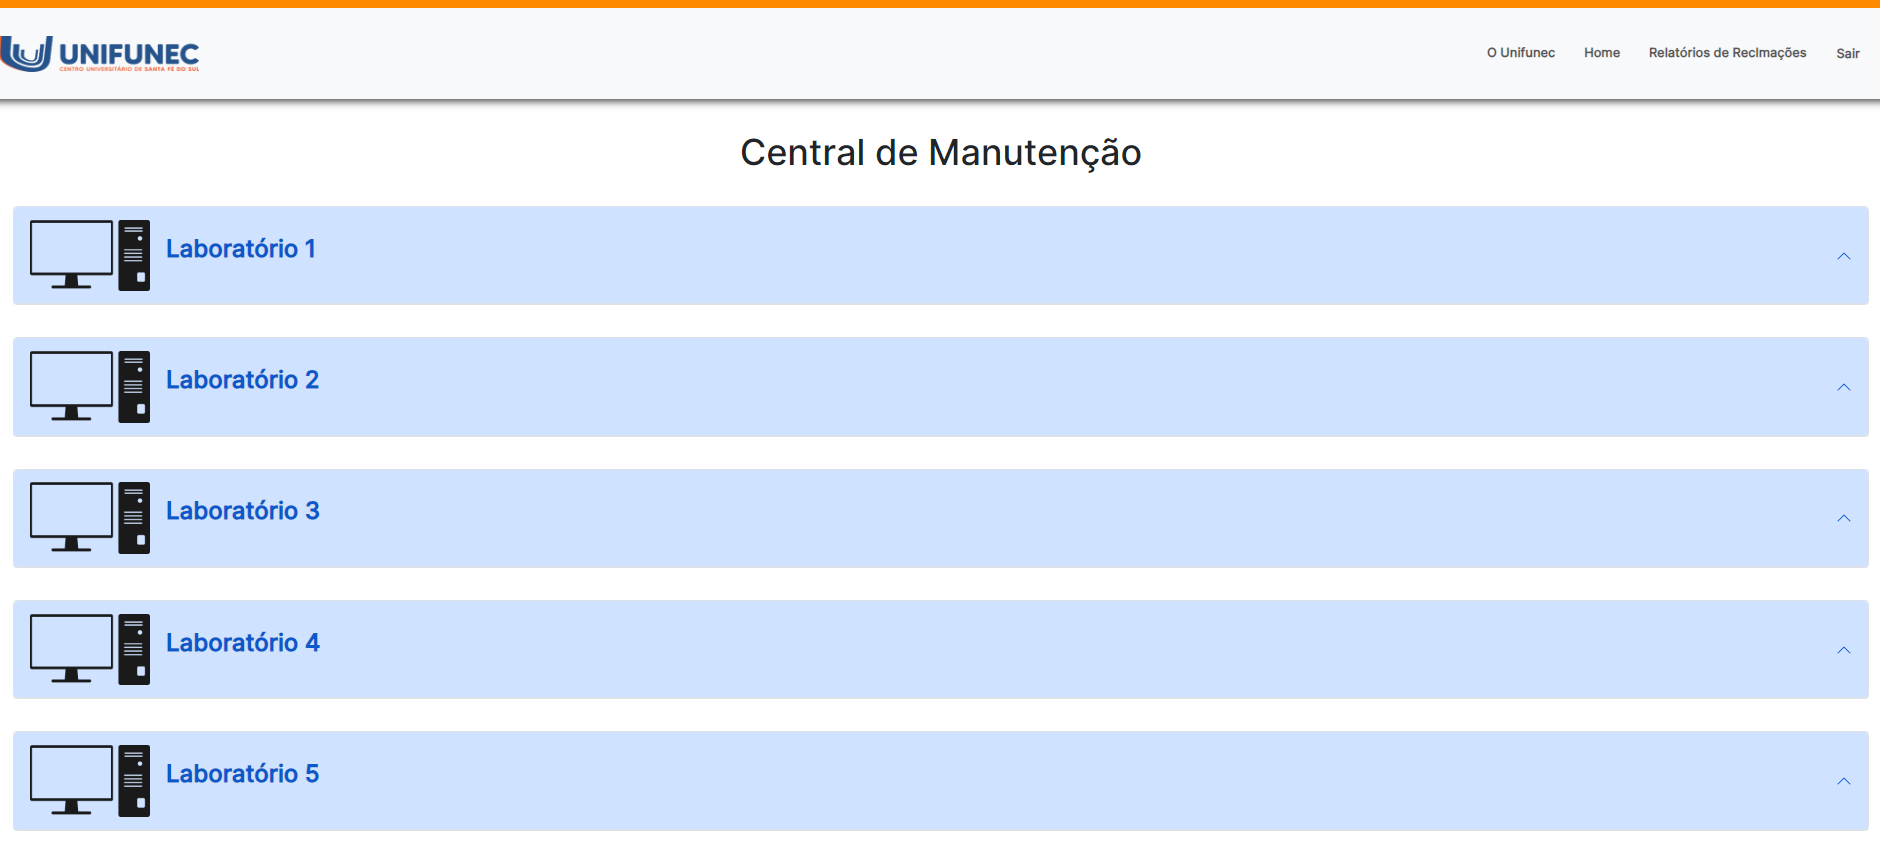 UNIFUNEC
CENTRO UNIVERSITÁRIO DE SANTA FÉ DO SUL
O Unifunec Home Relatórios de Reclmações Sair
Central de Manutenção
Laboratório 1
Laboratório 2
Laboratório 3
Laboratório 4
Laboratório 5